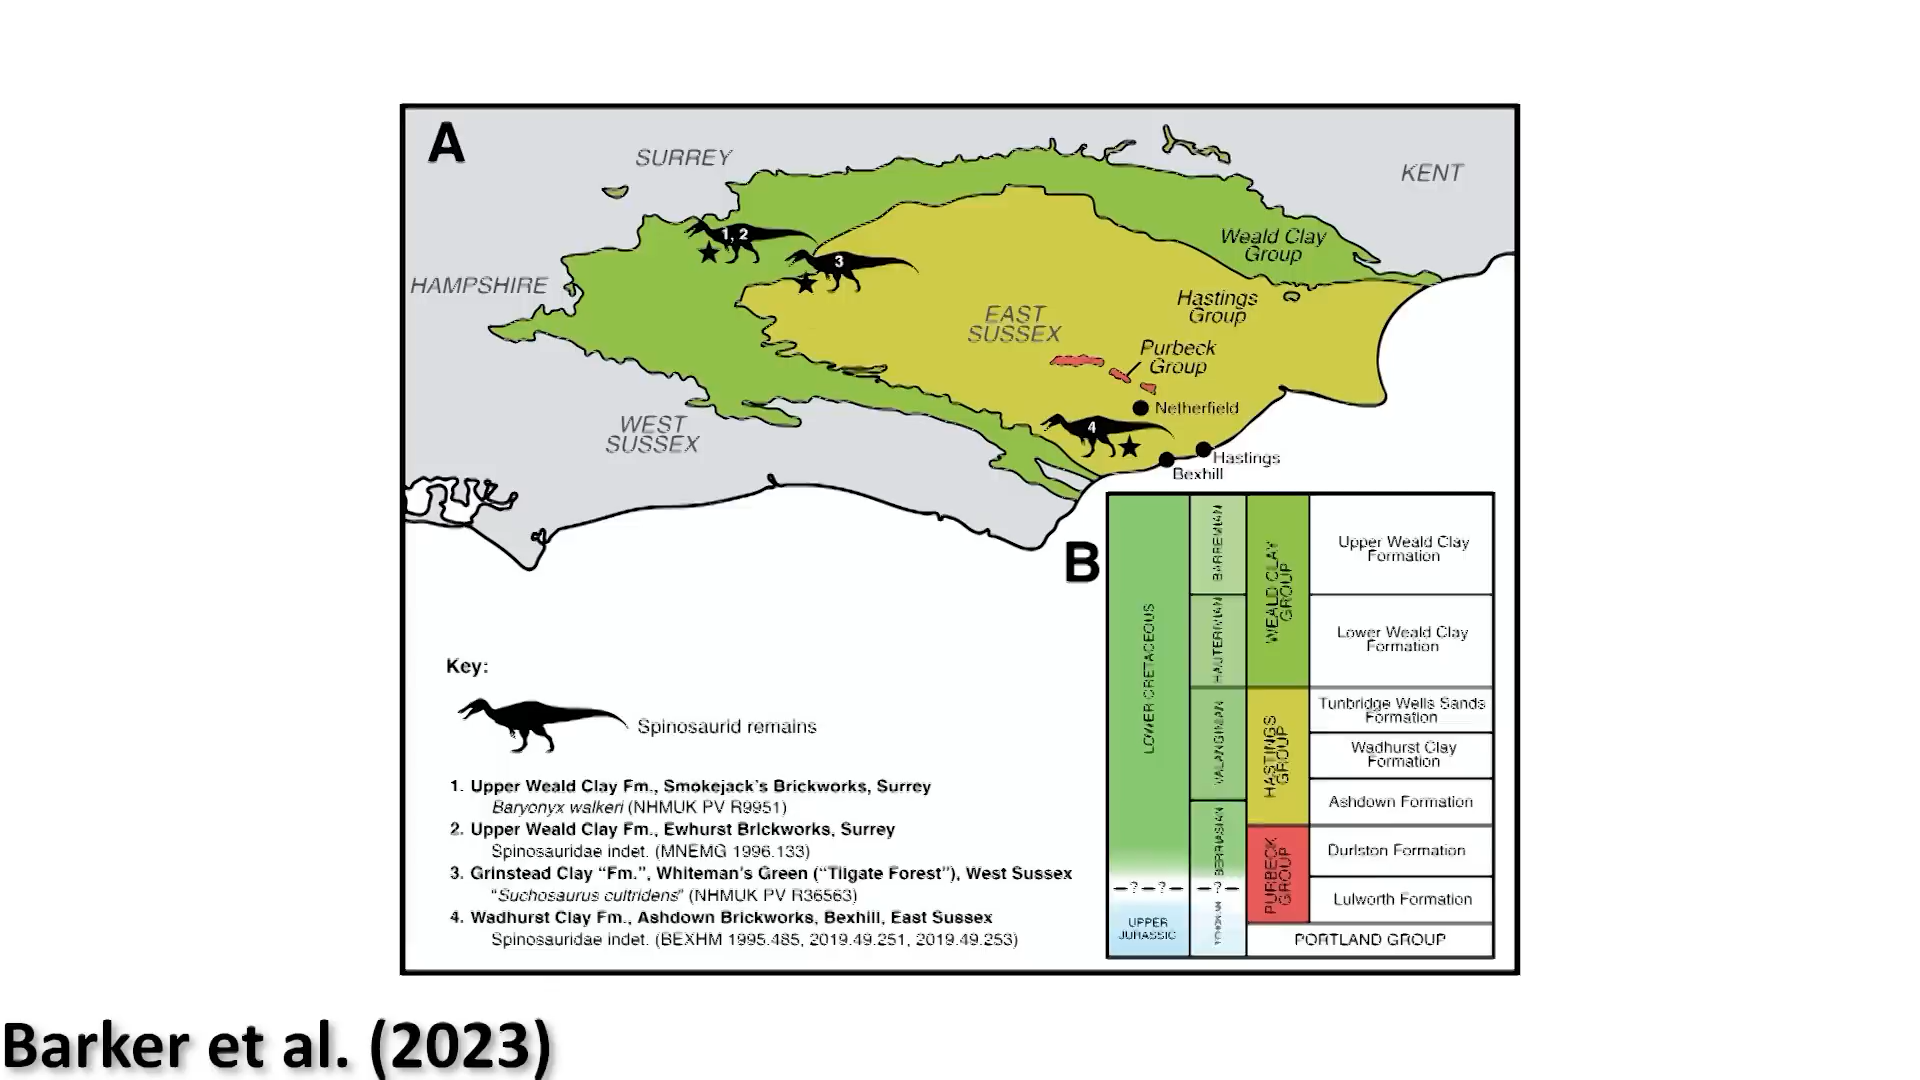 A
SURREY
KENT
1, 2
3
Weald Clay
Group
HAMPSHIRE
Hastings
Group
EAST
SUSSEX
Purbeck
Group
Netherfield
WEST
SUSSEX
4
Hastings
Bexhill
B
LOWER CRETACEOUS
UPPER
JURASSIC
–?–?–
BARREMIAN
HAUTERIVIAN
VALANGINIAN
BERRIASIAN
–?–
WEALD CLAY
GROUP
HASTINGS
GROUP
PURBECK
GROUP
Upper Weald Clay
Formation
Lower Weald Clay
Formation
Tunbridge Wells Sands
Formation
Wadhurst Clay
Formation
Ashdown Formation
Durlston Formation
Lulworth Formation
PORTLAND GROUP
Key:
Spinosaurid remains
1. Upper Weald Clay Fm., Smokejack's Brickworks, Surrey
Baryonyx walkeri (NHMUK PV R9951)
2. Upper Weald Clay Fm., Ewhurst Brickworks, Surrey
Spinosauridae indet. (MNEMG 1996.133)
3. Grinstead Clay “Fm.”, Whiteman's Green (“Tilgate Forest”), West Sussex
“Suchosaurus cultridens” (NHMUK PV R36563)
4. Wadhurst Clay Fm., Ashdown Brickworks, Bexhill, East Sussex
Spinosauridae indet. (BEXHM 1995.485, 2019.49.251, 2019.49.253)
Barker et al. (2023)